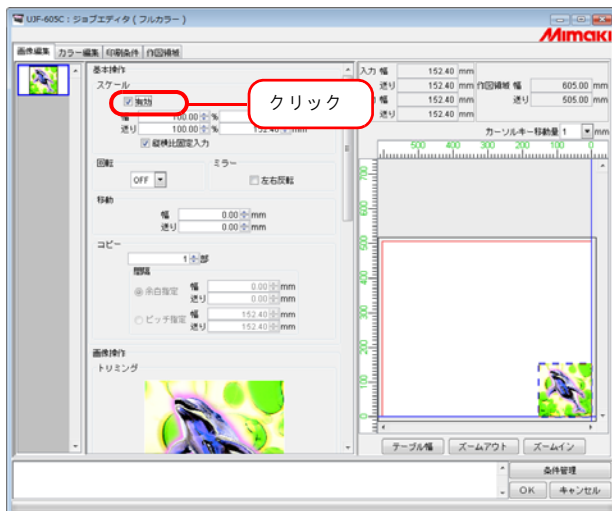 UJF-605C : ジョブエディタ ( フルカラー )
Mimaki
画像編集 カラー編集 印刷条件 作図領域
基本操作
スケール
有効
クリック
幅 100.00 %
送り 100.00 % 152.40 mm
縦横比固定入力
回転 ミラー
OFF 左右反転
移動
幅 0.00 mm
送り 0.00 mm
コピー
1 部
間隔
余白指定 幅 0.00 mm
送り 0.00 mm
ピッチ指定 幅 152.40 mm
送り 152.40 mm
画像操作
トリミング
入力 幅 152.40 mm
送り 152.40 mm 作図領域 幅 605.00 mm
幅 152.40 mm 送り 505.00 mm
送り 152.40 mm
カーソルキー移動量 1 mm
600 400 300 200 100 0
テーブル幅 ズームアウト ズームイン
条件管理
OK キャンセル